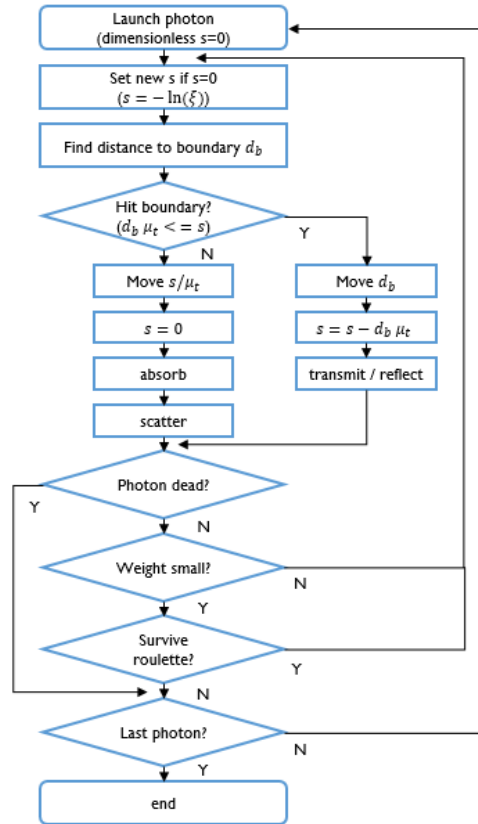 Launch photon
(dimensionless s=0)
Set new s if s=0
(s = −ln(ξ))
Find distance to boundary d_b
Hit boundary?
(d_b μ_t <= s)
Y
N
Move s/μ_t
Move d_b
s = 0
s = s − d_b μ_t
absorb
transmit / reflect
scatter
Photon dead?
Y
N
Weight small?
N
Y
Survive
roulette?
Y
N
Last photon?
N
Y
end